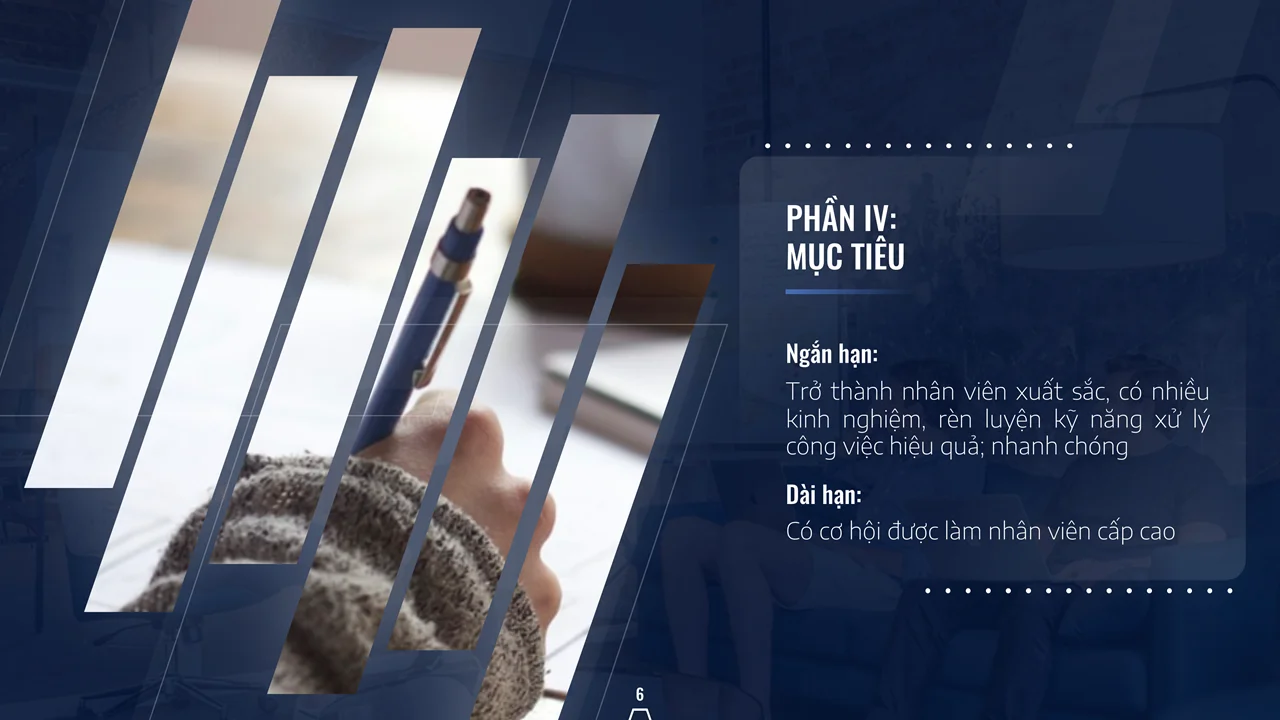 PHẦN IV:
MỤC TIÊU
Ngắn hạn:
Trở thành nhân viên xuất sắc, có nhiều
kinh nghiệm, rèn luyện kỹ năng xử lý
công việc hiệu quả; nhanh chóng
Dài hạn:
Có cơ hội được làm nhân viên cấp cao
6